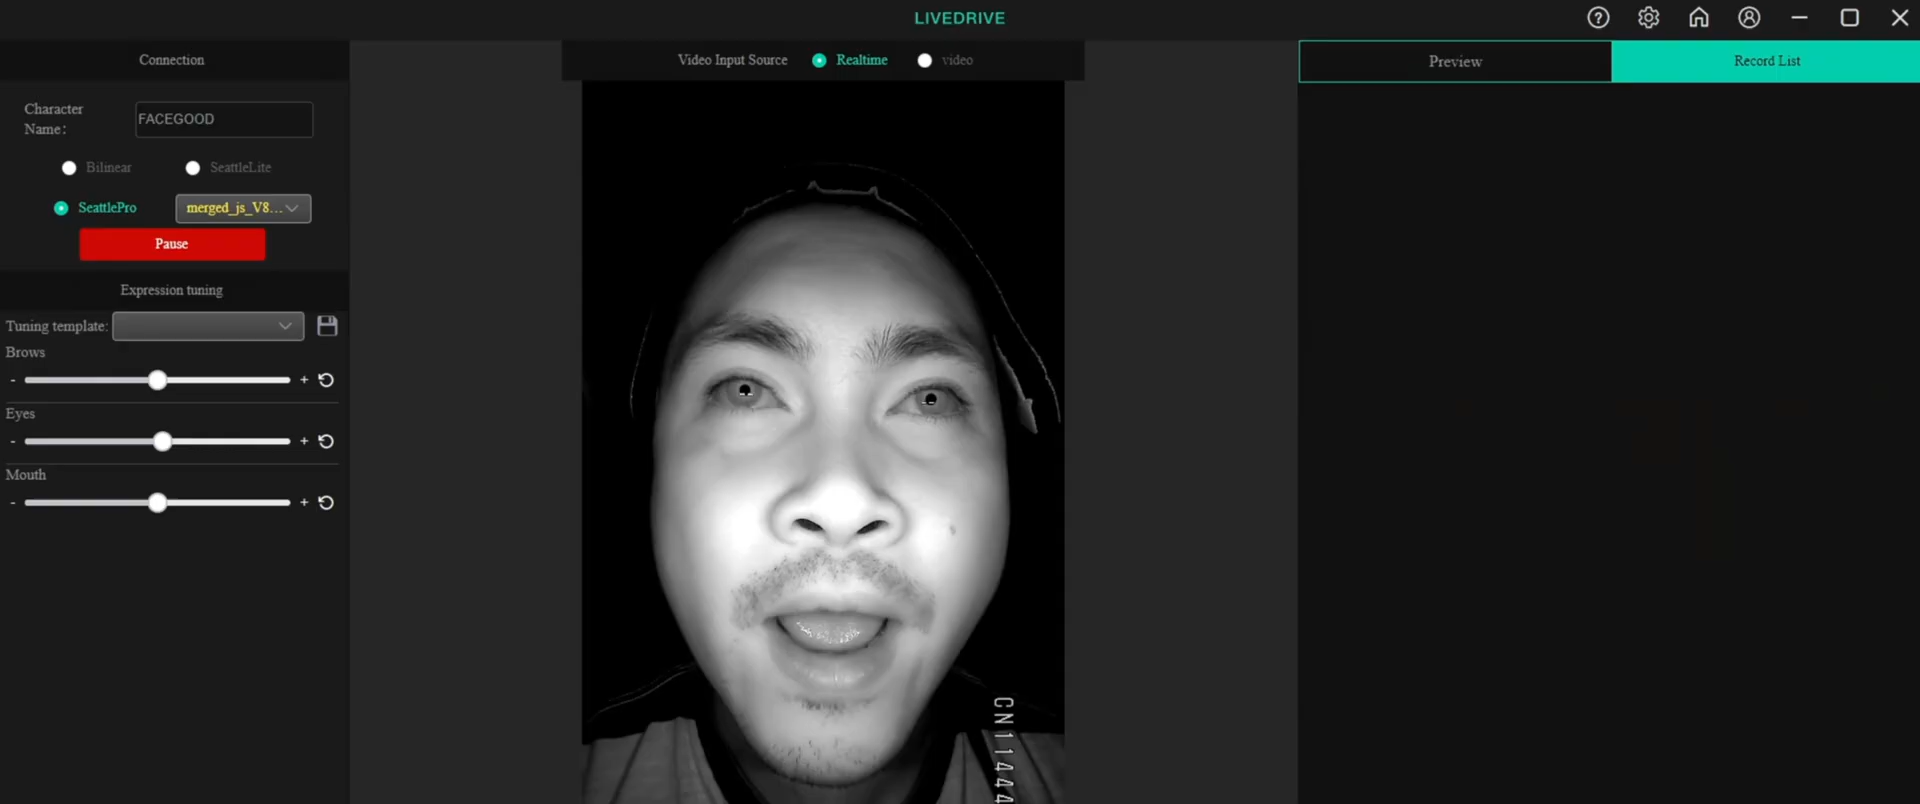 LIVEDRIVE
Connection
Character
Name:
FACEGOOD
Bilinear
SeattleLite
SeattlePro
merged_js_V8...
Pause
Expression tuning
Tuning template:
Brows
- +
Eyes
- +
Mouth
- +
Video Input Source
Realtime
video
Preview
Record List
CN11444